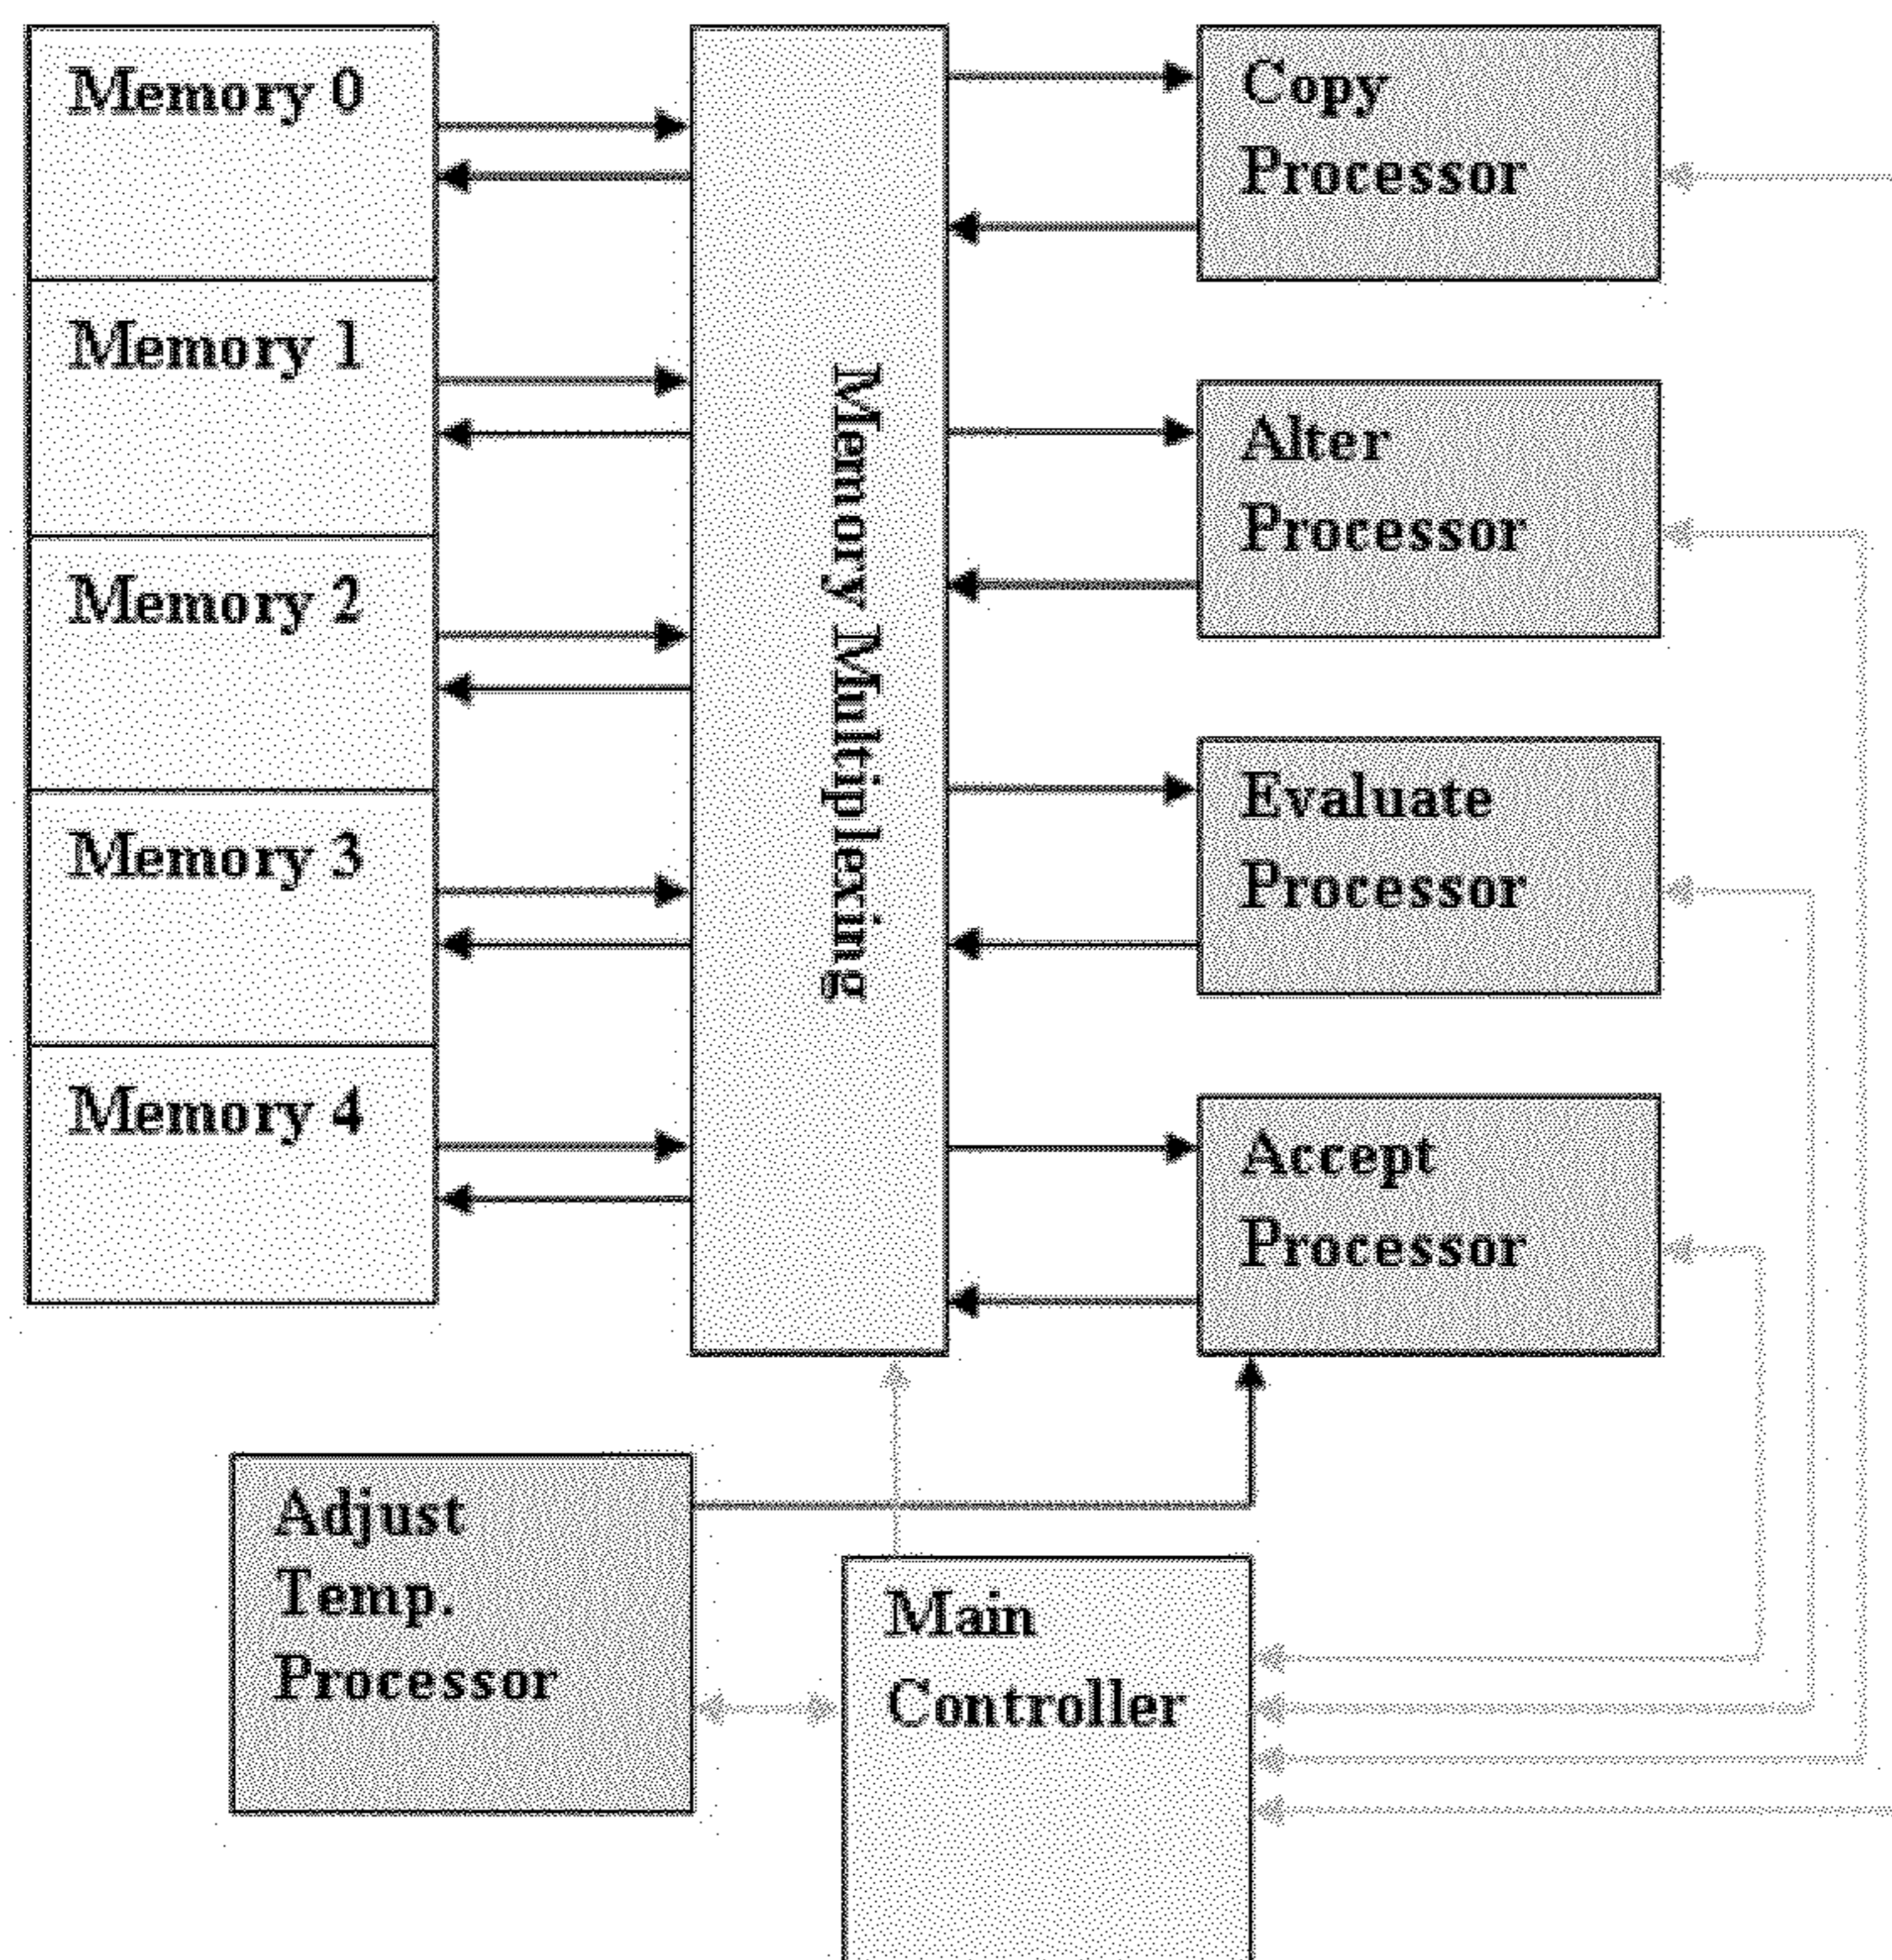 Memory 0
Memory 1
Memory 2
Memory 3
Memory 4
Memory Multiplexing
Copy
Processor
Alter
Processor
Evaluate
Processor
Accept
Processor
Adjust
Temp.
Processor
Main
Controller